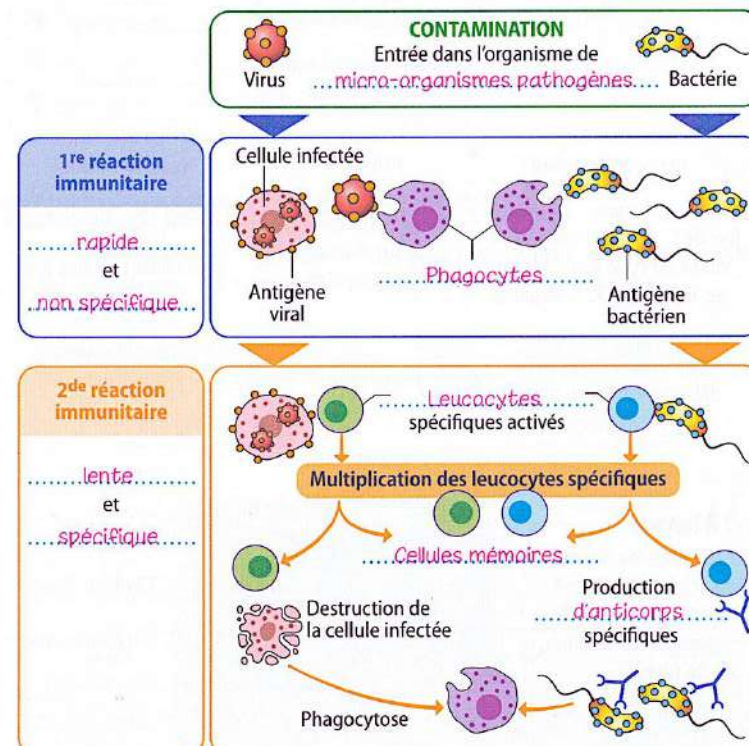 CONTAMINATION
Entrée dans l'organisme de
Virus
micro-organismes pathogènes
Bactérie
1re réaction
immunitaire
rapide
et
non spécifique
Cellule infectée
Phagocytes
Antigène
viral
Antigène
bactérien
2de réaction
immunitaire
lente
et
spécifique
Leucocytes
spécifiques activés
Multiplication des leucocytes spécifiques
Cellules mémoires
Destruction de
la cellule infectée
Production
d'anticorps
spécifiques
Phagocytose